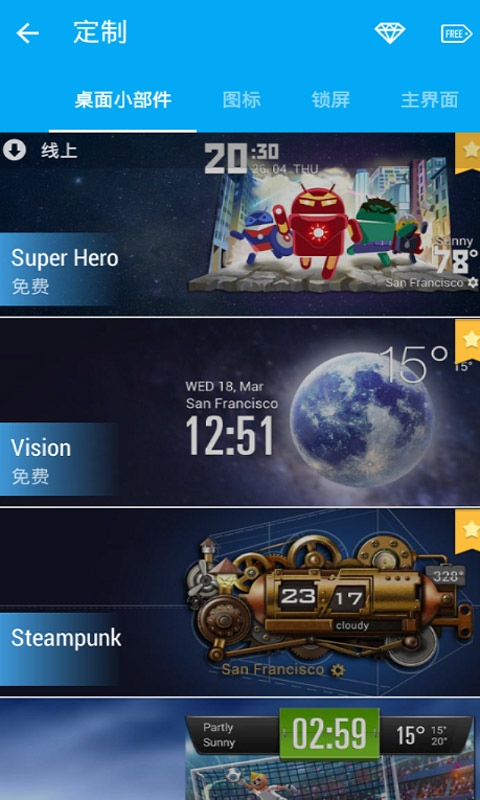 定制
FREE
桌面小部件 图标 锁屏 主界面
线上
20:30
26, 04, THU
Sunny
78°
San Francisco
Super Hero
免费
15°
15°
WED 18, Mar
San Francisco
12:51
Vision
免费
328°
23 17
cloudy
San Francisco
Steampunk
Partly
Sunny
02:59
15° 15°
20°